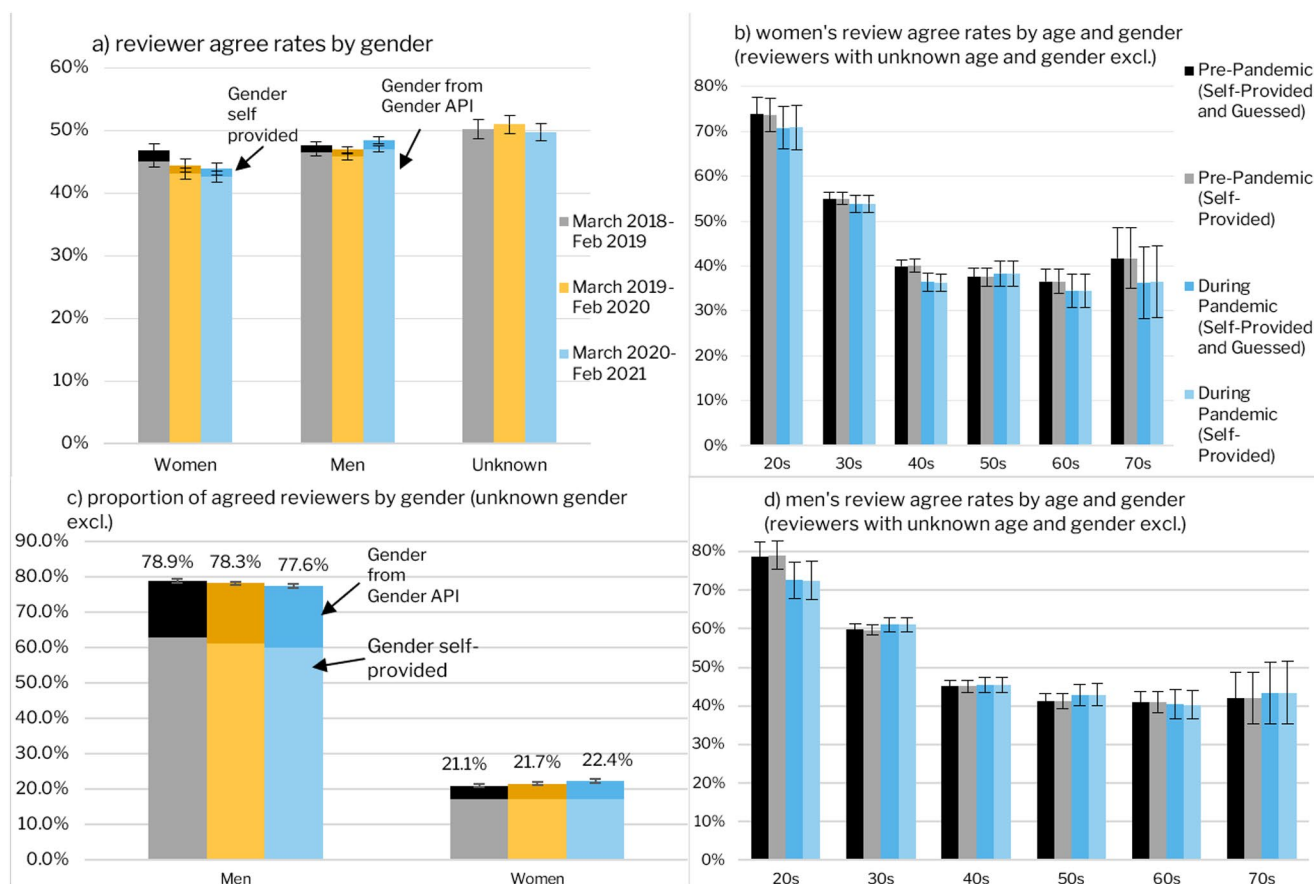 a) reviewer agree rates by gender
60%
50%
40%
30%
20%
10%
0%
Gender
self
provided
Gender from
Gender API
March 2018-
Feb 2019
March 2019-
Feb 2020
March 2020-
Feb 2021
Women
Men
Unknown
b) women's review agree rates by age and gender
(reviewers with unknown age and gender excl.)
80%
70%
60%
50%
40%
30%
20%
10%
0%
20s
30s
40s
50s
60s
70s
Pre-Pandemic
(Self-Provided
and Guessed)
Pre-Pandemic
(Self-
Provided)
During
Pandemic
(Self-Provided
and Guessed)
During
Pandemic
(Self-
Provided)
c) proportion of agreed reviewers by gender (unknown gender
excl.)
90.0%
80.0%
70.0%
60.0%
50.0%
40.0%
30.0%
20.0%
10.0%
0.0%
78.9%
78.3%
77.6%
Gender
from
Gender API
Gender self-
provided
21.1%
21.7%
22.4%
Men
Women
d) men's review agree rates by age and gender
(reviewers with unknown age and gender excl.)
80%
70%
60%
50%
40%
30%
20%
10%
0%
20s
30s
40s
50s
60s
70s